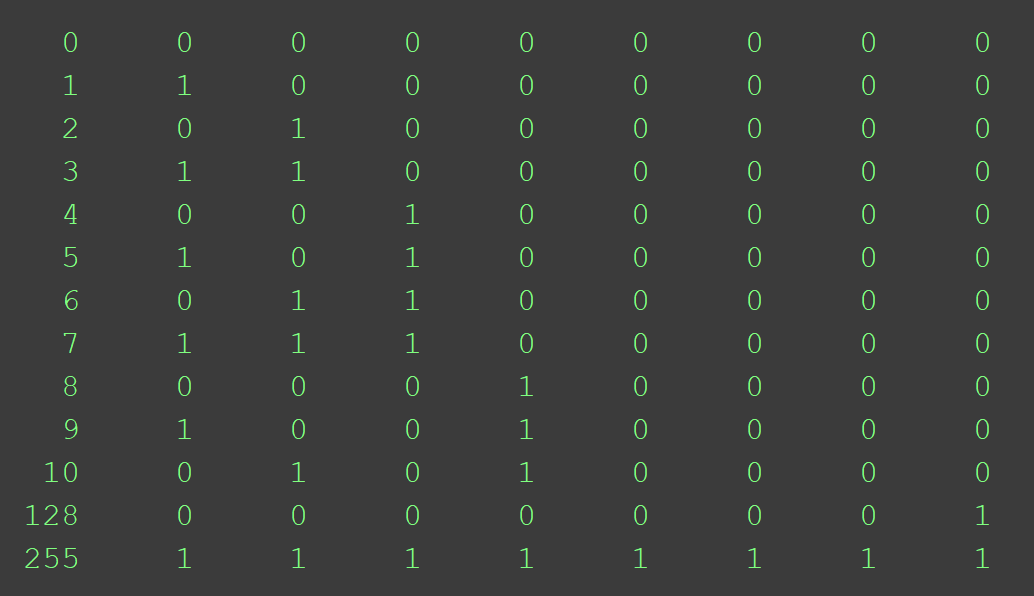 0 0 0 0 0 0 0 0 0
1 1 0 0 0 0 0 0 0
2 0 1 0 0 0 0 0 0
3 1 1 0 0 0 0 0 0
4 0 0 1 0 0 0 0 0
5 1 0 1 0 0 0 0 0
6 0 1 1 0 0 0 0 0
7 1 1 1 0 0 0 0 0
8 0 0 0 1 0 0 0 0
9 1 0 0 1 0 0 0 0
10 0 1 0 1 0 0 0 0
128 0 0 0 0 0 0 0 1
255 1 1 1 1 1 1 1 1